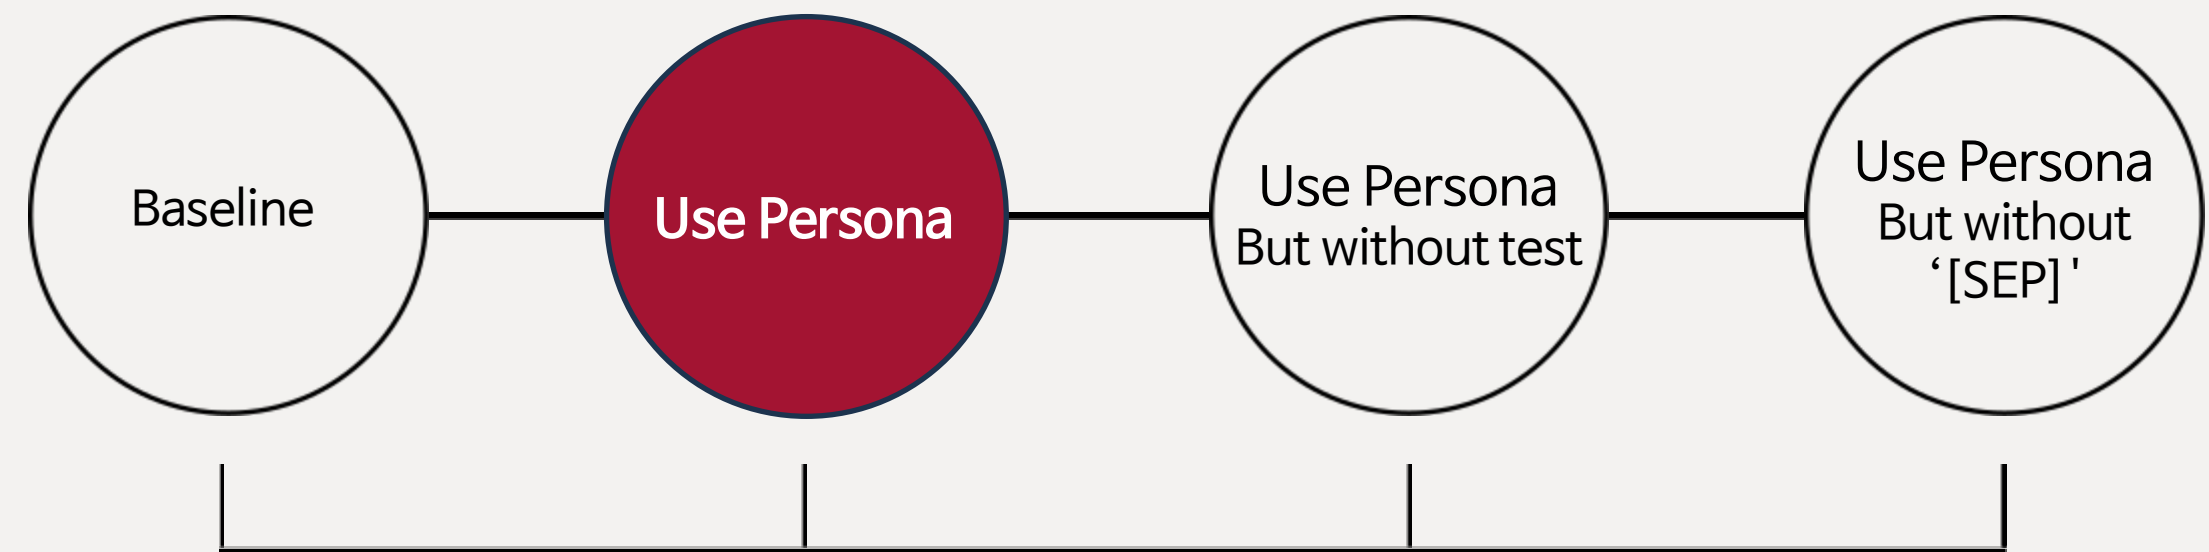 Baseline
Use Persona
Use Persona
But without test
Use Persona
But without
‘[SEP] '